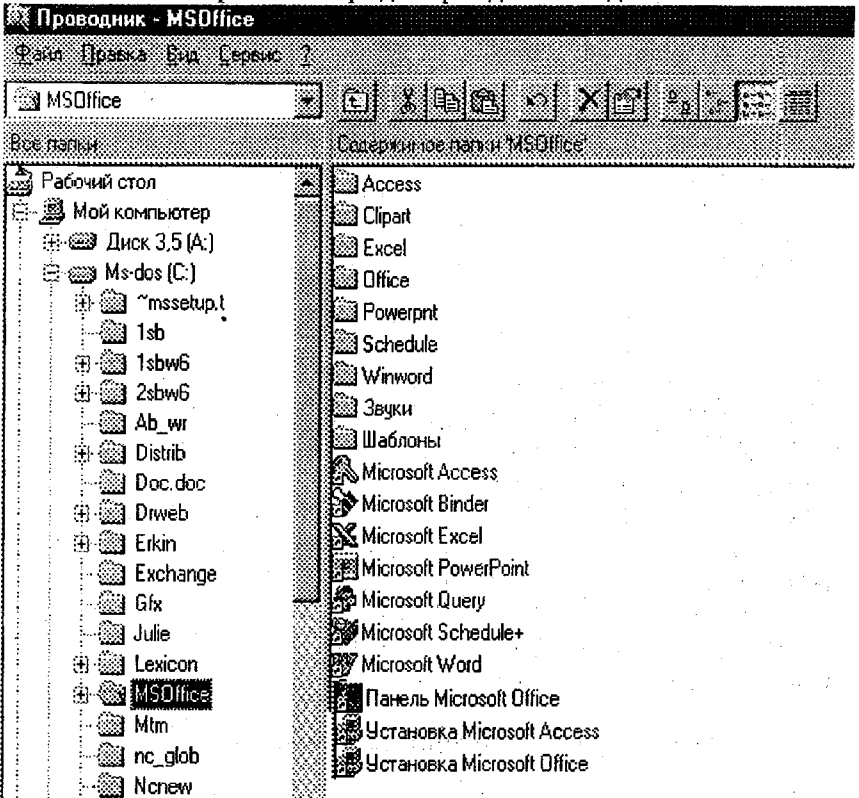 Проводник - MSOffice
Файл Правка Вид Сервис ?
MSOffice
Все папки
Содержимое папки 'MSOffice'
Рабочий стол
Мой компьютер
Диск 3,5 (A:)
Ms-dos (C:)
~mssetup.t
1sb
1sbw6
2sbw6
Ab_wr
Distrib
Doc.doc
Drweb
Erkin
Exchange
Gfx
Julie
Lexicon
MSOffice
Mtm
nc_glob
Ncnew
Access
Clipart
Excel
Office
Powerpnt
Schedule
Winword
Звуки
Шаблоны
Microsoft Access
Microsoft Binder
Microsoft Excel
Microsoft PowerPoint
Microsoft Query
Microsoft Schedule+
Microsoft Word
Панель Microsoft Office
Установка Microsoft Access
Установка Microsoft Office